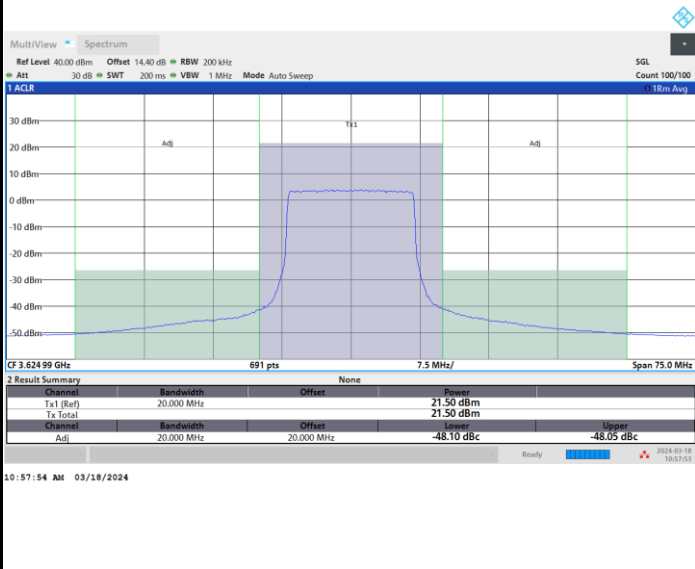 MultiView Spectrum
Ref Level 40.00 dBm Offset 14.40 dB RBW 200 kHz SGL
Att 30 dB SWT 200 ms VBW 1 MHz Mode Auto Sweep Count 100/100
1 ACLR 1Rm Avg
Tx1
30 dBm
Adj Adj
20 dBm
10 dBm
0 dBm
-10 dBm
-20 dBm
-30 dBm
-40 dBm
-50 dBm
CF 3.62499 GHz 691 pts 7.5 MHz/ Span 75.0 MHz
2 Result Summary None
Channel Bandwidth Offset Power
Tx1 (Ref) 20.000 MHz 21.50 dBm
Tx Total 21.50 dBm
Channel Bandwidth Offset Lower Upper
Adj 20.000 MHz 20.000 MHz -48.10 dBc -48.05 dBc
Ready 2024-03-18
10:57:53
10:57:54 AM 03/18/2024